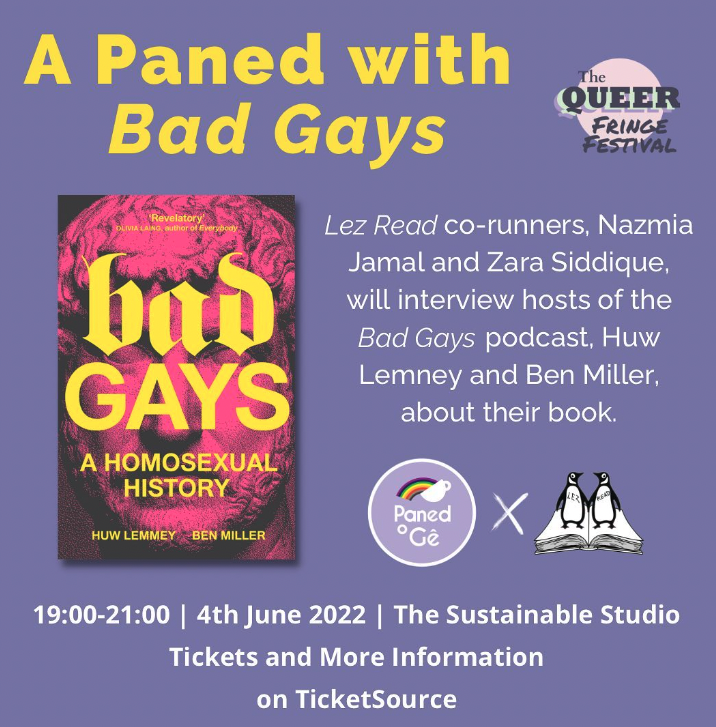 A Paned with
Bad Gays
The
QUEER
FRINGE
FESTIVAL
'Revelatory'
OLIVIA LAING, author of Everybody
bad
GAYS
A HOMOSEXUAL
HISTORY
HUW LEMMEY BEN MILLER
Lez Read co-runners, Nazmia
Jamal and Zara Siddique,
will interview hosts of the
Bad Gays podcast, Huw
Lemney and Ben Miller,
about their book.
Paned
o Gê
X
LEZ READ
19:00-21:00 | 4th June 2022 | The Sustainable Studio
Tickets and More Information
on TicketSource